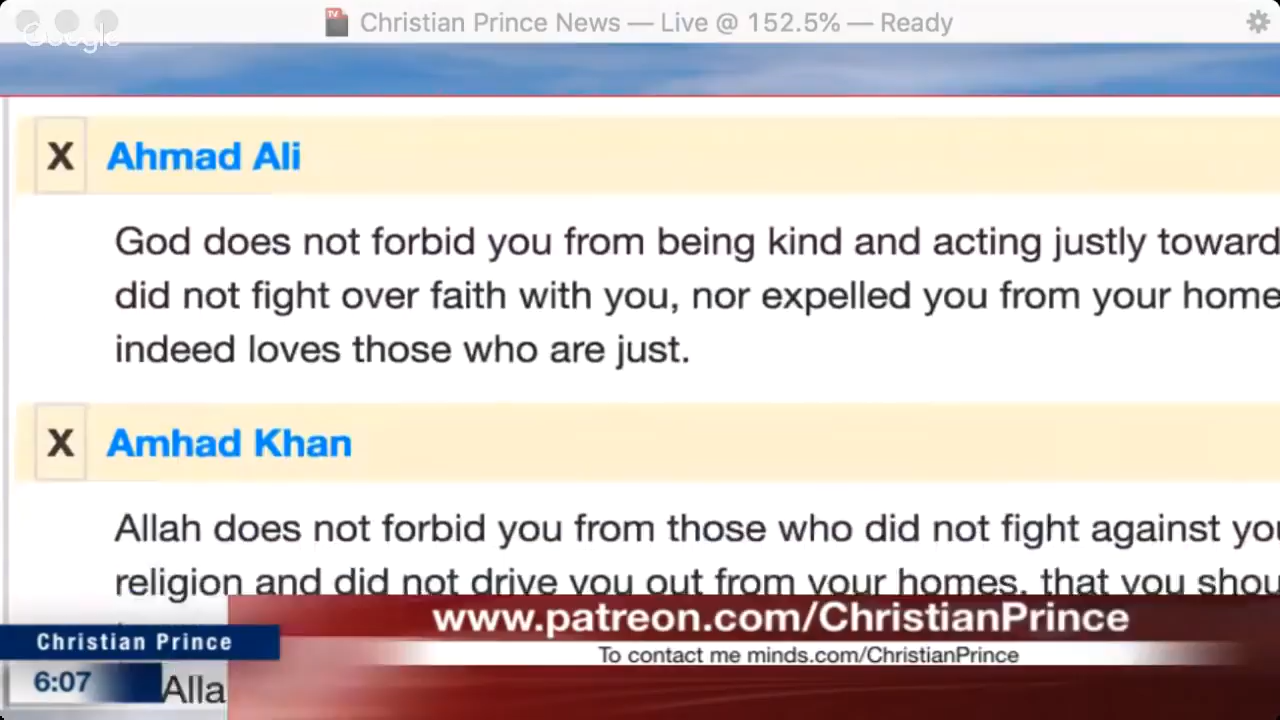 Christian Prince News — Live @ 152.5% — Ready
Google
X Ahmad Ali
God does not forbid you from being kind and acting justly toward
did not fight over faith with you, nor expelled you from your home
indeed loves those who are just.
X Amhad Khan
Allah does not forbid you from those who did not fight against you
religion and did not drive you out from your homes, that you shou
www.patreon.com/ChristianPrince
Christian Prince
To contact me minds.com/ChristianPrince
6:07
Alla